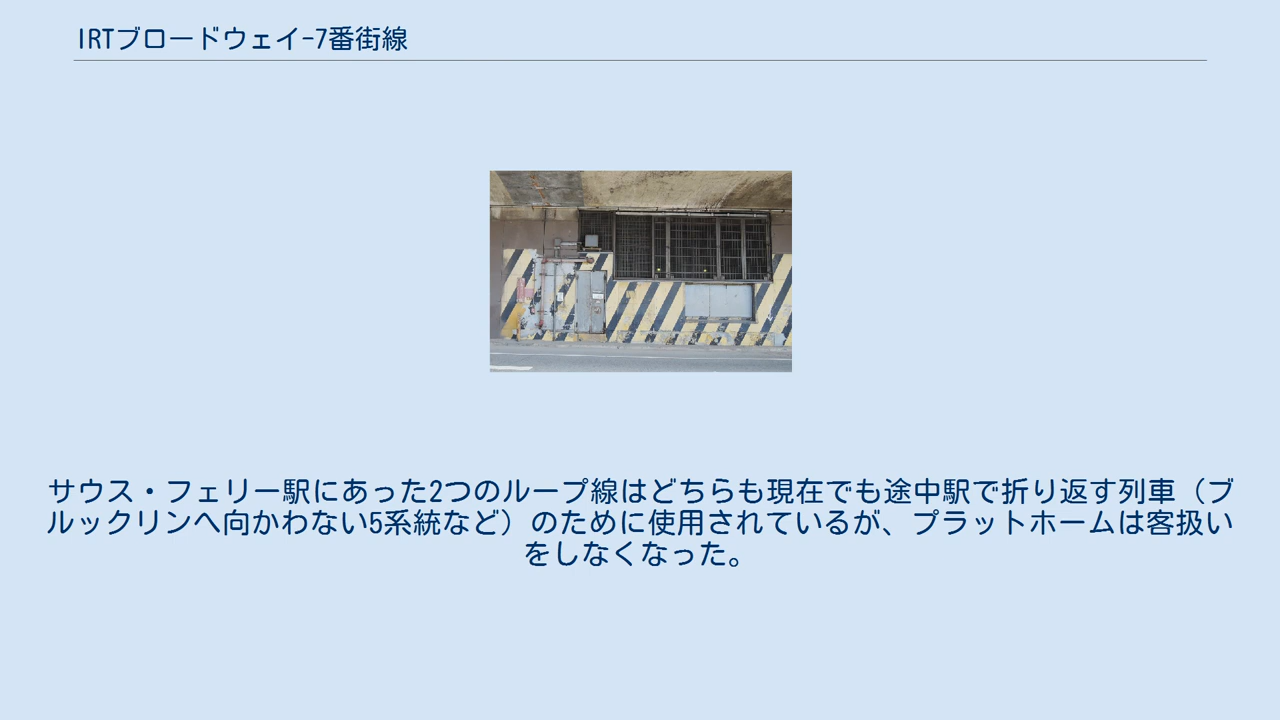 IRTブロードウェイ-7番街線
サウス・フェリー駅にあった2つのループ線はどちらも現在でも途中駅で折り返す列車（ブ
ルックリンへ向かわない5系統など）のために使用されているが、プラットホームは客扱い
をしなくなった。